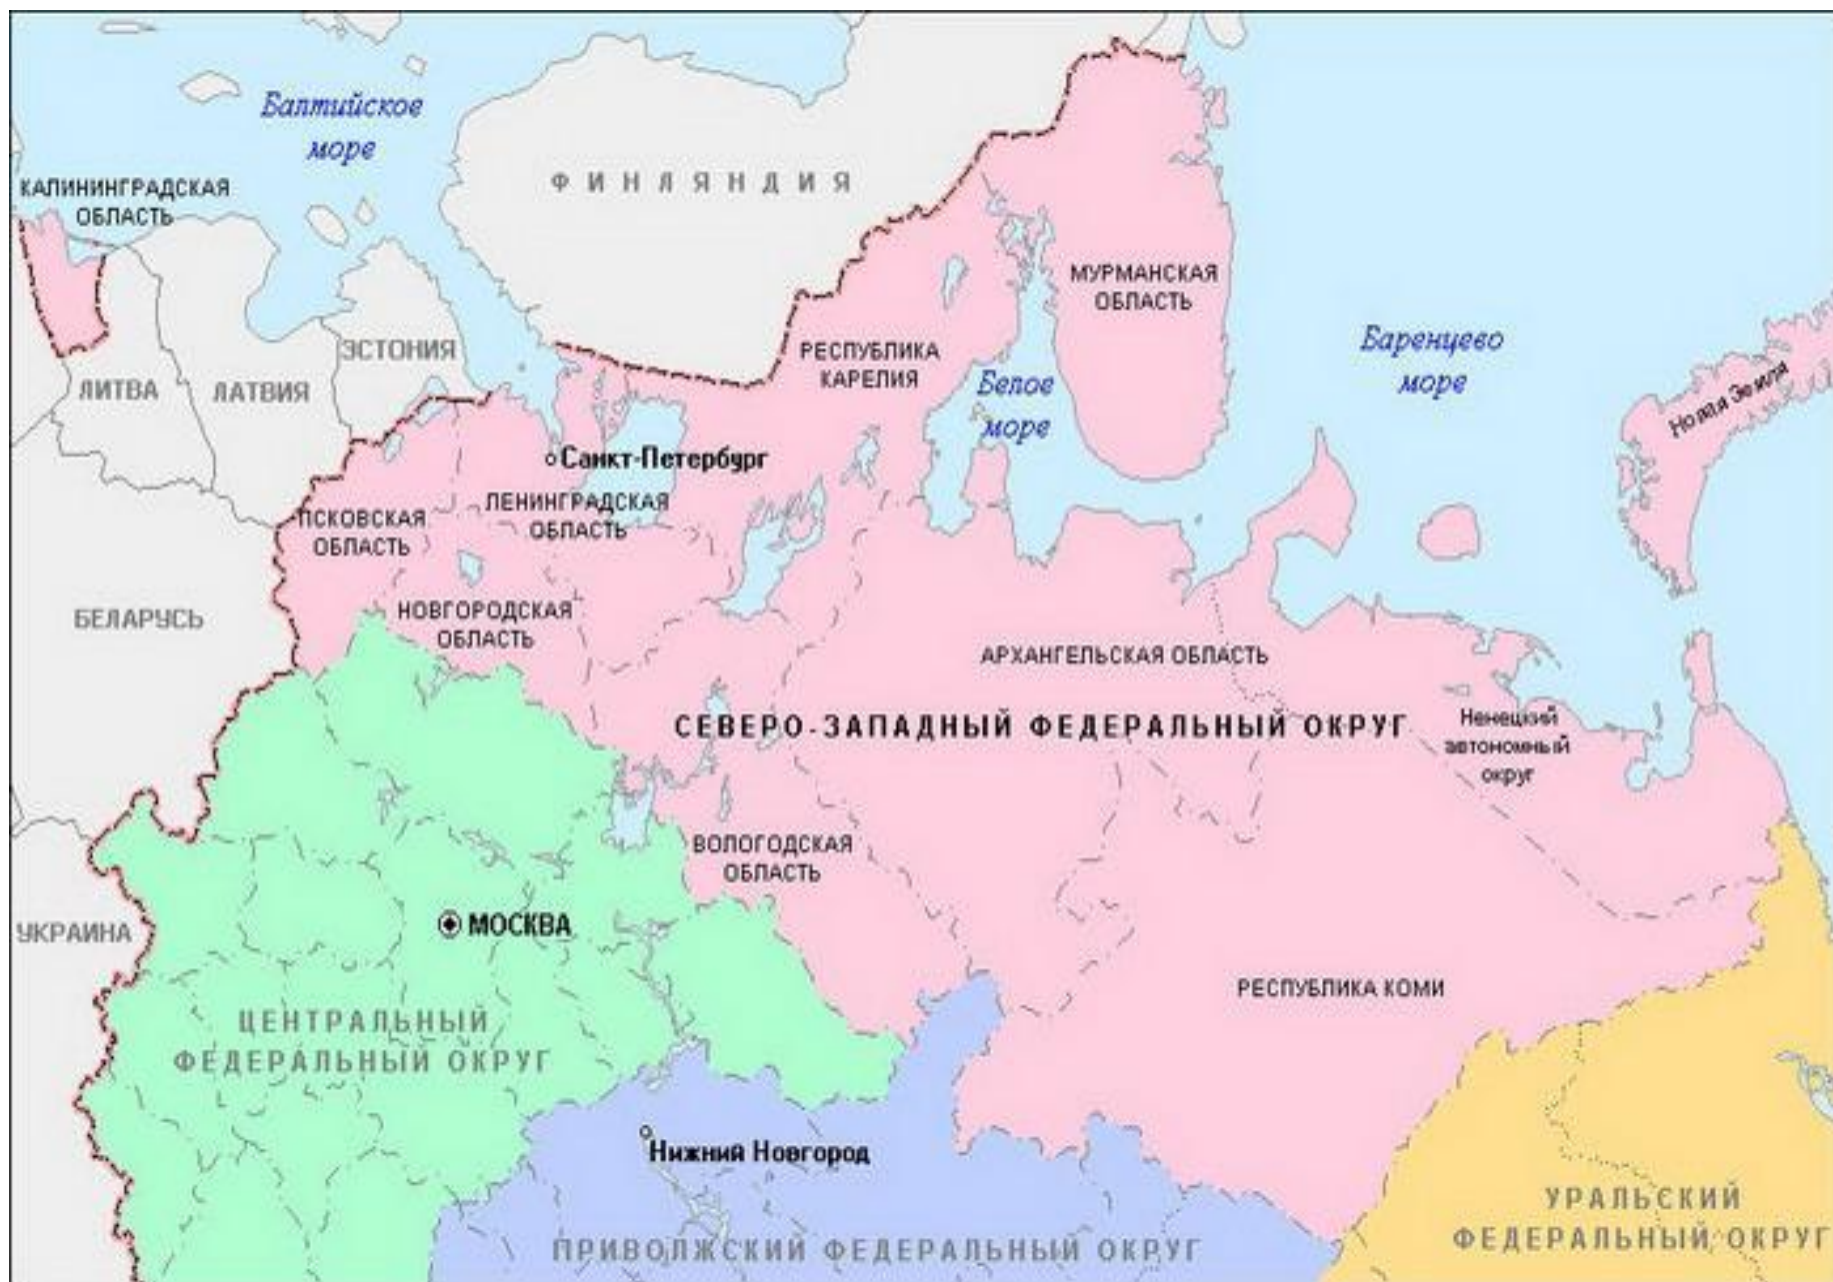 Балтийское
море
ФИНЛЯНДИЯ
КАЛИНИНГРАДСКАЯ
ОБЛАСТЬ
МУРМАНСКАЯ
ОБЛАСТЬ
Баренцево
море
ЭСТОНИЯ
РЕСПУБЛИКА
КАРЕЛИЯ
ЛИТВА
ЛАТВИЯ
Белое
море
Новая Земля
Санкт-Петербург
ЛЕНИНГРАДСКАЯ
ОБЛАСТЬ
ПСКОВСКАЯ
ОБЛАСТЬ
БЕЛАРУСЬ
НОВГОРОДСКАЯ
ОБЛАСТЬ
АРХАНГЕЛЬСКАЯ ОБЛАСТЬ
СЕВЕРО-ЗАПАДНЫЙ ФЕДЕРАЛЬНЫЙ ОКРУГ
Ненецкий
автономный
округ
ВОЛОГОДСКАЯ
ОБЛАСТЬ
УКРАИНА
МОСКВА
РЕСПУБЛИКА КОМИ
ЦЕНТРАЛЬНЫЙ
ФЕДЕРАЛЬНЫЙ ОКРУГ
Нижний Новгород
УРАЛЬСКИЙ
ФЕДЕРАЛЬНЫЙ ОКРУГ
ПРИВОЛЖСКИЙ ФЕДЕРАЛЬНЫЙ ОКРУГ